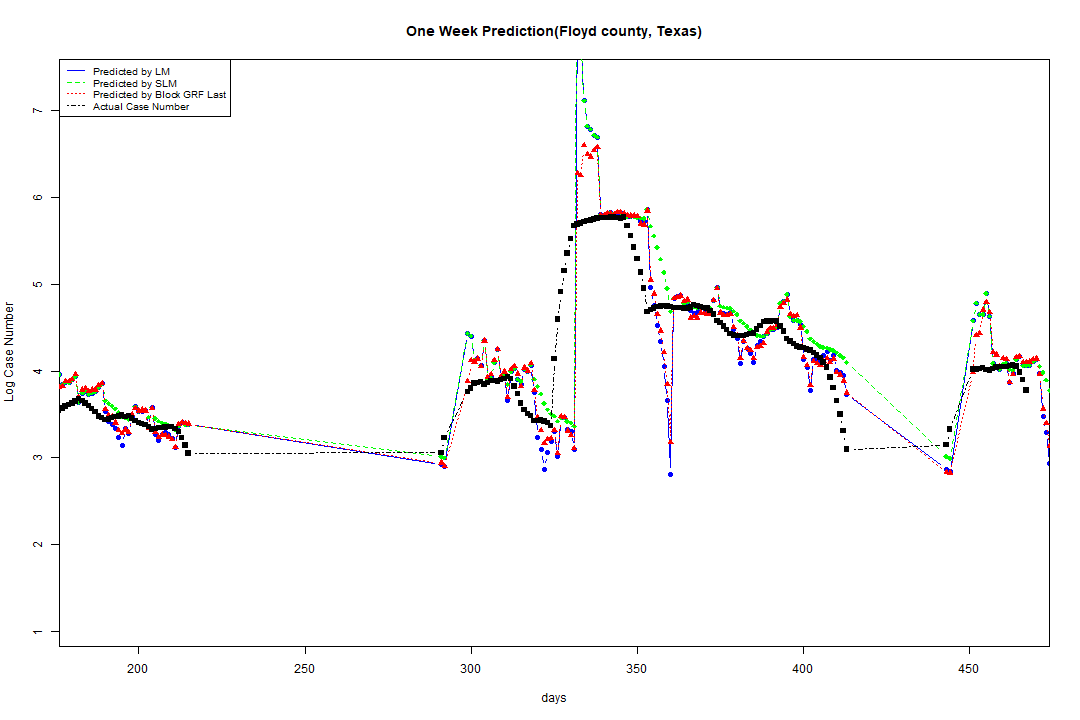 One Week Prediction(Floyd county, Texas)
Predicted by LM
Predicted by SLM
Predicted by Block GRF Last
Actual Case Number
7
6
5
4
3
2
1
Log Case Number
200 250 300 350 400 450
days